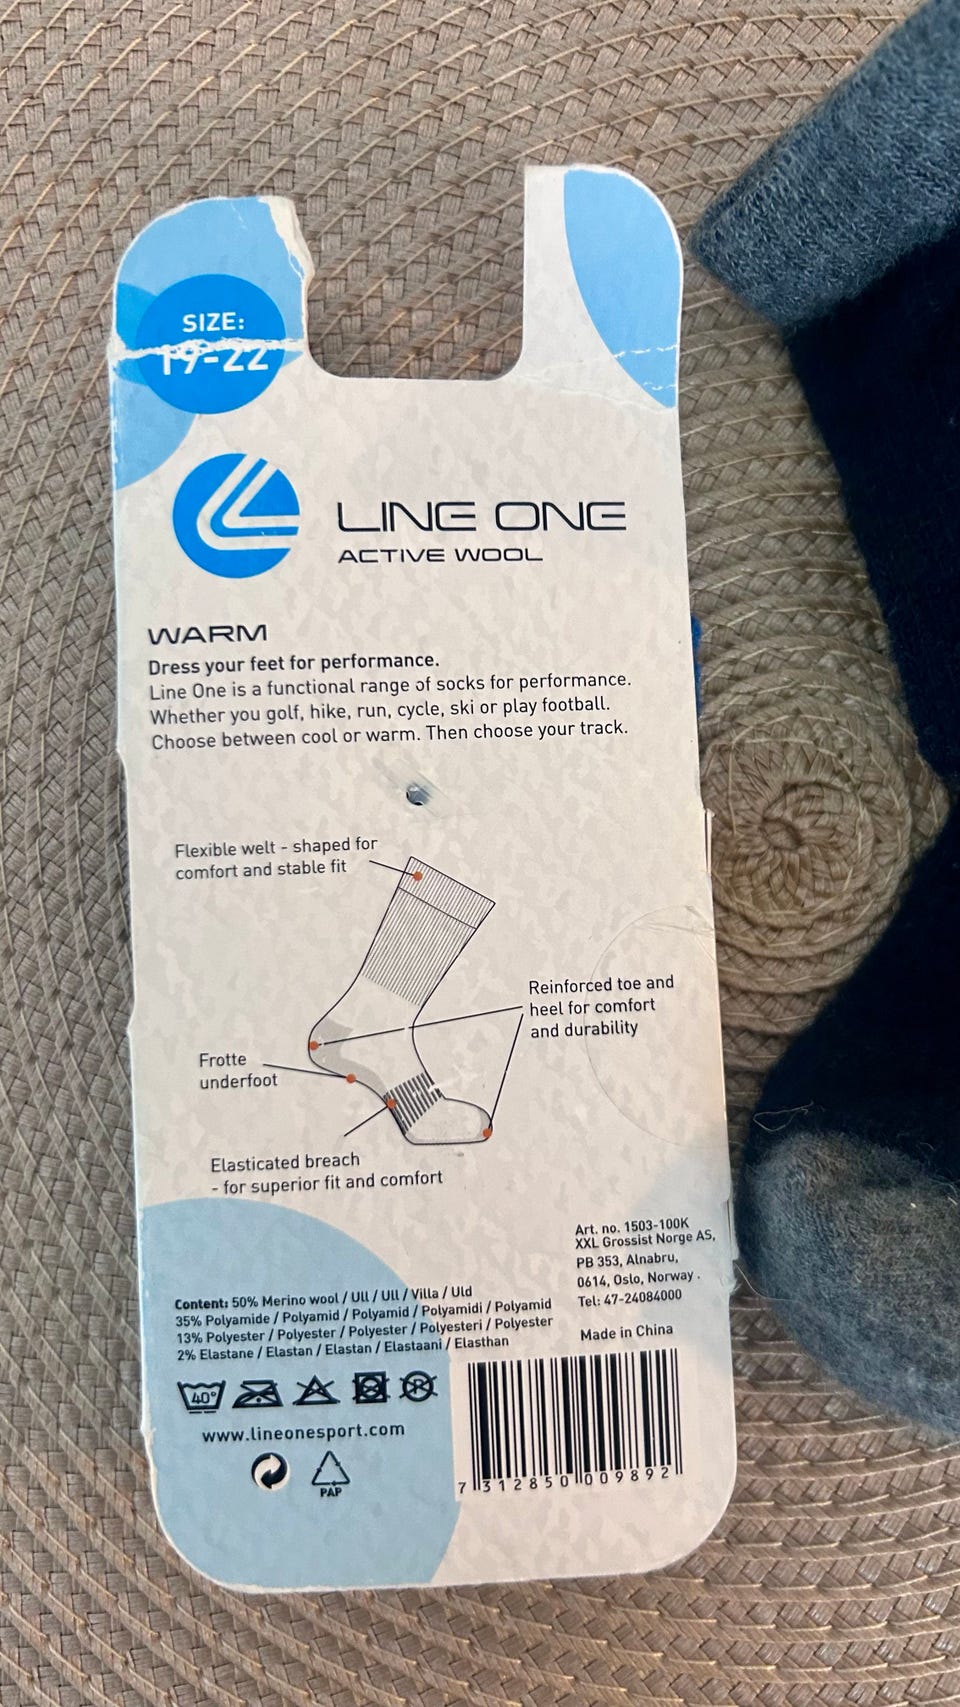 SIZE:
19-22
LINE ONE
ACTIVE WOOL
WARM
Dress your feet for performance.
Line One is a functional range of socks for performance.
Whether you golf, hike, run, cycle, ski or play football.
Choose between cool or warm. Then choose your track.
Flexible welt - shaped for
comfort and stable fit
Reinforced toe and
heel for comfort
and durability
Frotte
underfoot
Elasticated breach
- for superior fit and comfort
Art. no. 1503-100K
XXL Grossist Norge AS,
PB 353, Alnabru,
0614, Oslo, Norway .
Tel: 47-24084000
Made in China
Content: 50% Merino wool / Ull / Ull / Villa / Uld
35% Polyamide / Polyamid / Polyamid / Polyamidi / Polyamid
13% Polyester / Polyester / Polyester / Polyesteri / Polyester
2% Elastane / Elastan / Elastan / Elastaani / Elasthan
40°
www.lineonesport.com
PAP
7 312850 009892